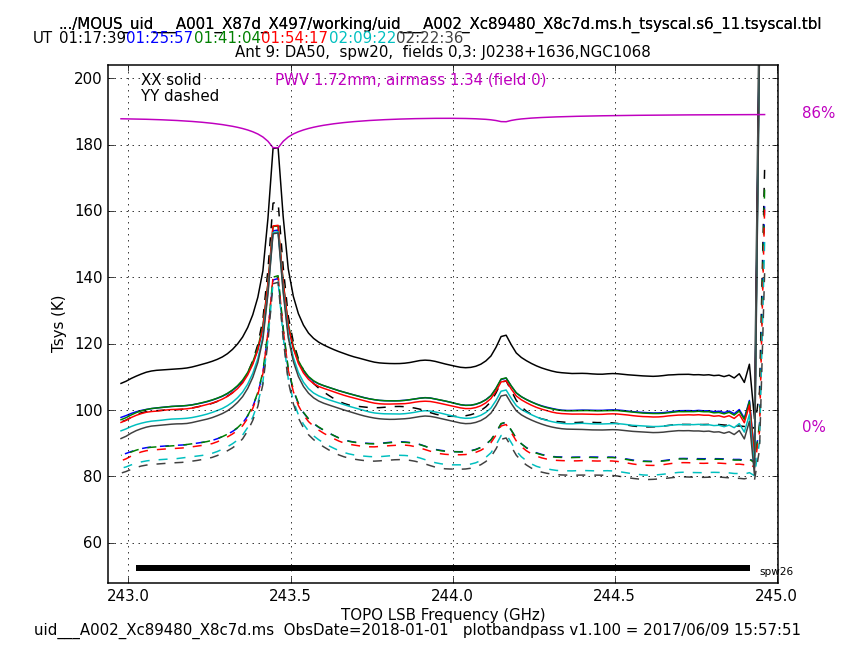 .../MOUS_uid___A001_X87d_X497/working/uid___A002_Xc89480_X8c7d.ms.h_tsyscal.s6_11.tsyscal.tbl
UT 01:17:39 01:25:57 01:41:04 01:54:17 02:09:22 02:22:36
Ant 9: DA50,  spw20,  fields 0,3: J0238+1636,NGC1068
XX solid
YY dashed
PWV 1.72mm, airmass 1.34 (field 0)
86%
0%
Tsys (K)
200
180
160
140
120
100
80
60
spw26
243.0 243.5 244.0 244.5 245.0
TOPO LSB Frequency (GHz)
uid___A002_Xc89480_X8c7d.ms  ObsDate=2018-01-01   plotbandpass v1.100 = 2017/06/09 15:57:51